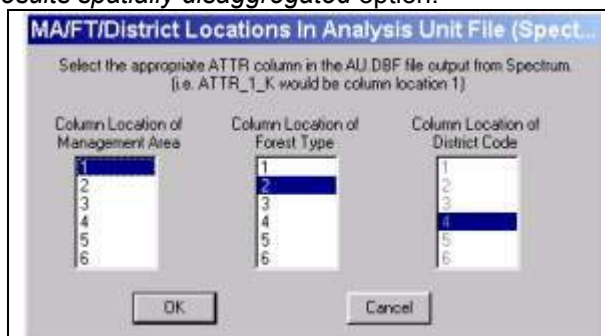 results spatially disaggregated option.
MA/FT/District Locations In Analysis Unit File (Spect...
Select the appropriate ATTR column in the AU.DBF file output from Spectrum.
(i.e. ATTR_1_K would be column location 1)
Column Location of
Management Area
Column Location of
Forest Type
Column Location of
District Code
1
2
3
4
5
6
1
2
3
4
5
6
1
2
3
4
5
6
OK
Cancel